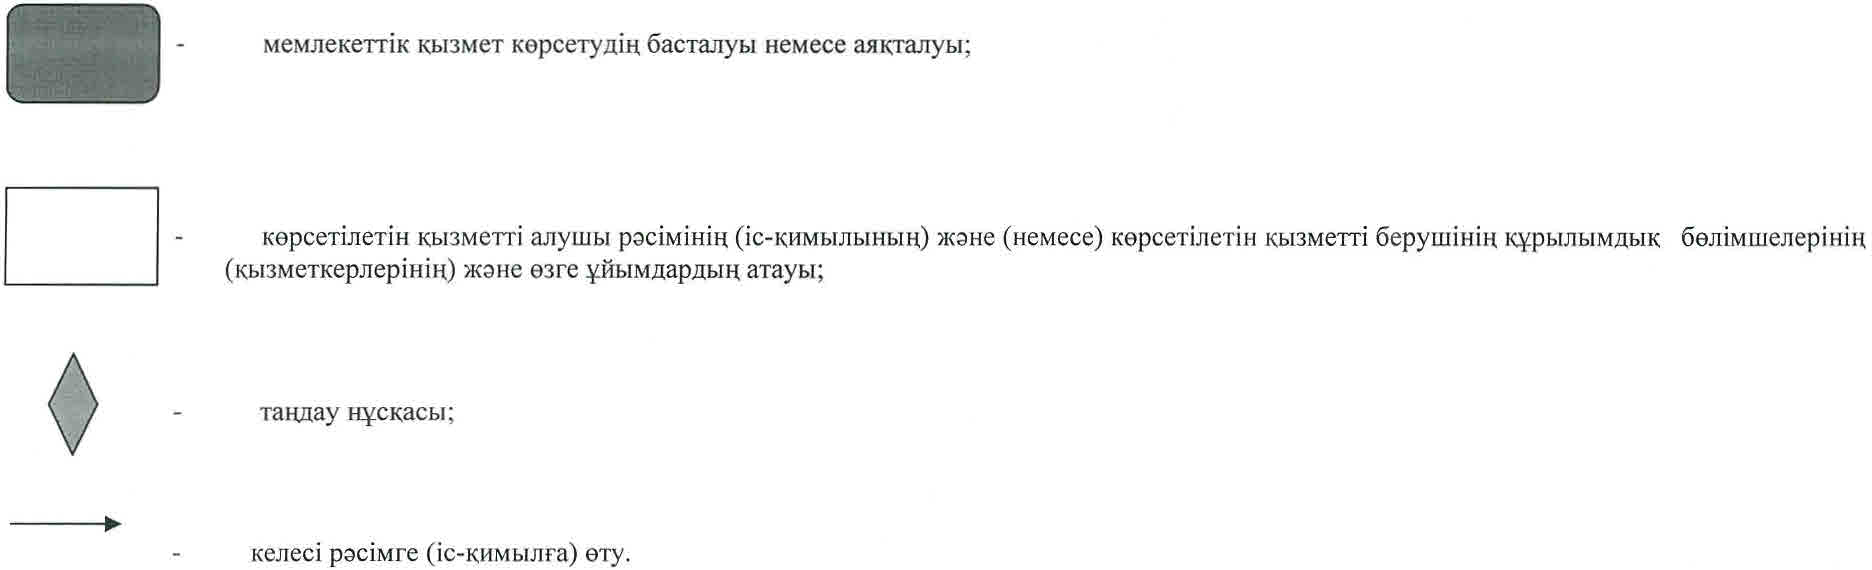 - мемлекеттік қызмет көрсетудің басталуы немесе аяқталуы;
- көрсетілетін қызметті алушы рәсімінің (іс-қимылының) және (немесе) көрсетілетін қызметті берушінің құрылымдық бөлімшелерінің
(қызметкерлерінің) және өзге ұйымдардың атауы;
- таңдау нұсқасы;
- келесі рәсімге (іс-қимылға) өту.